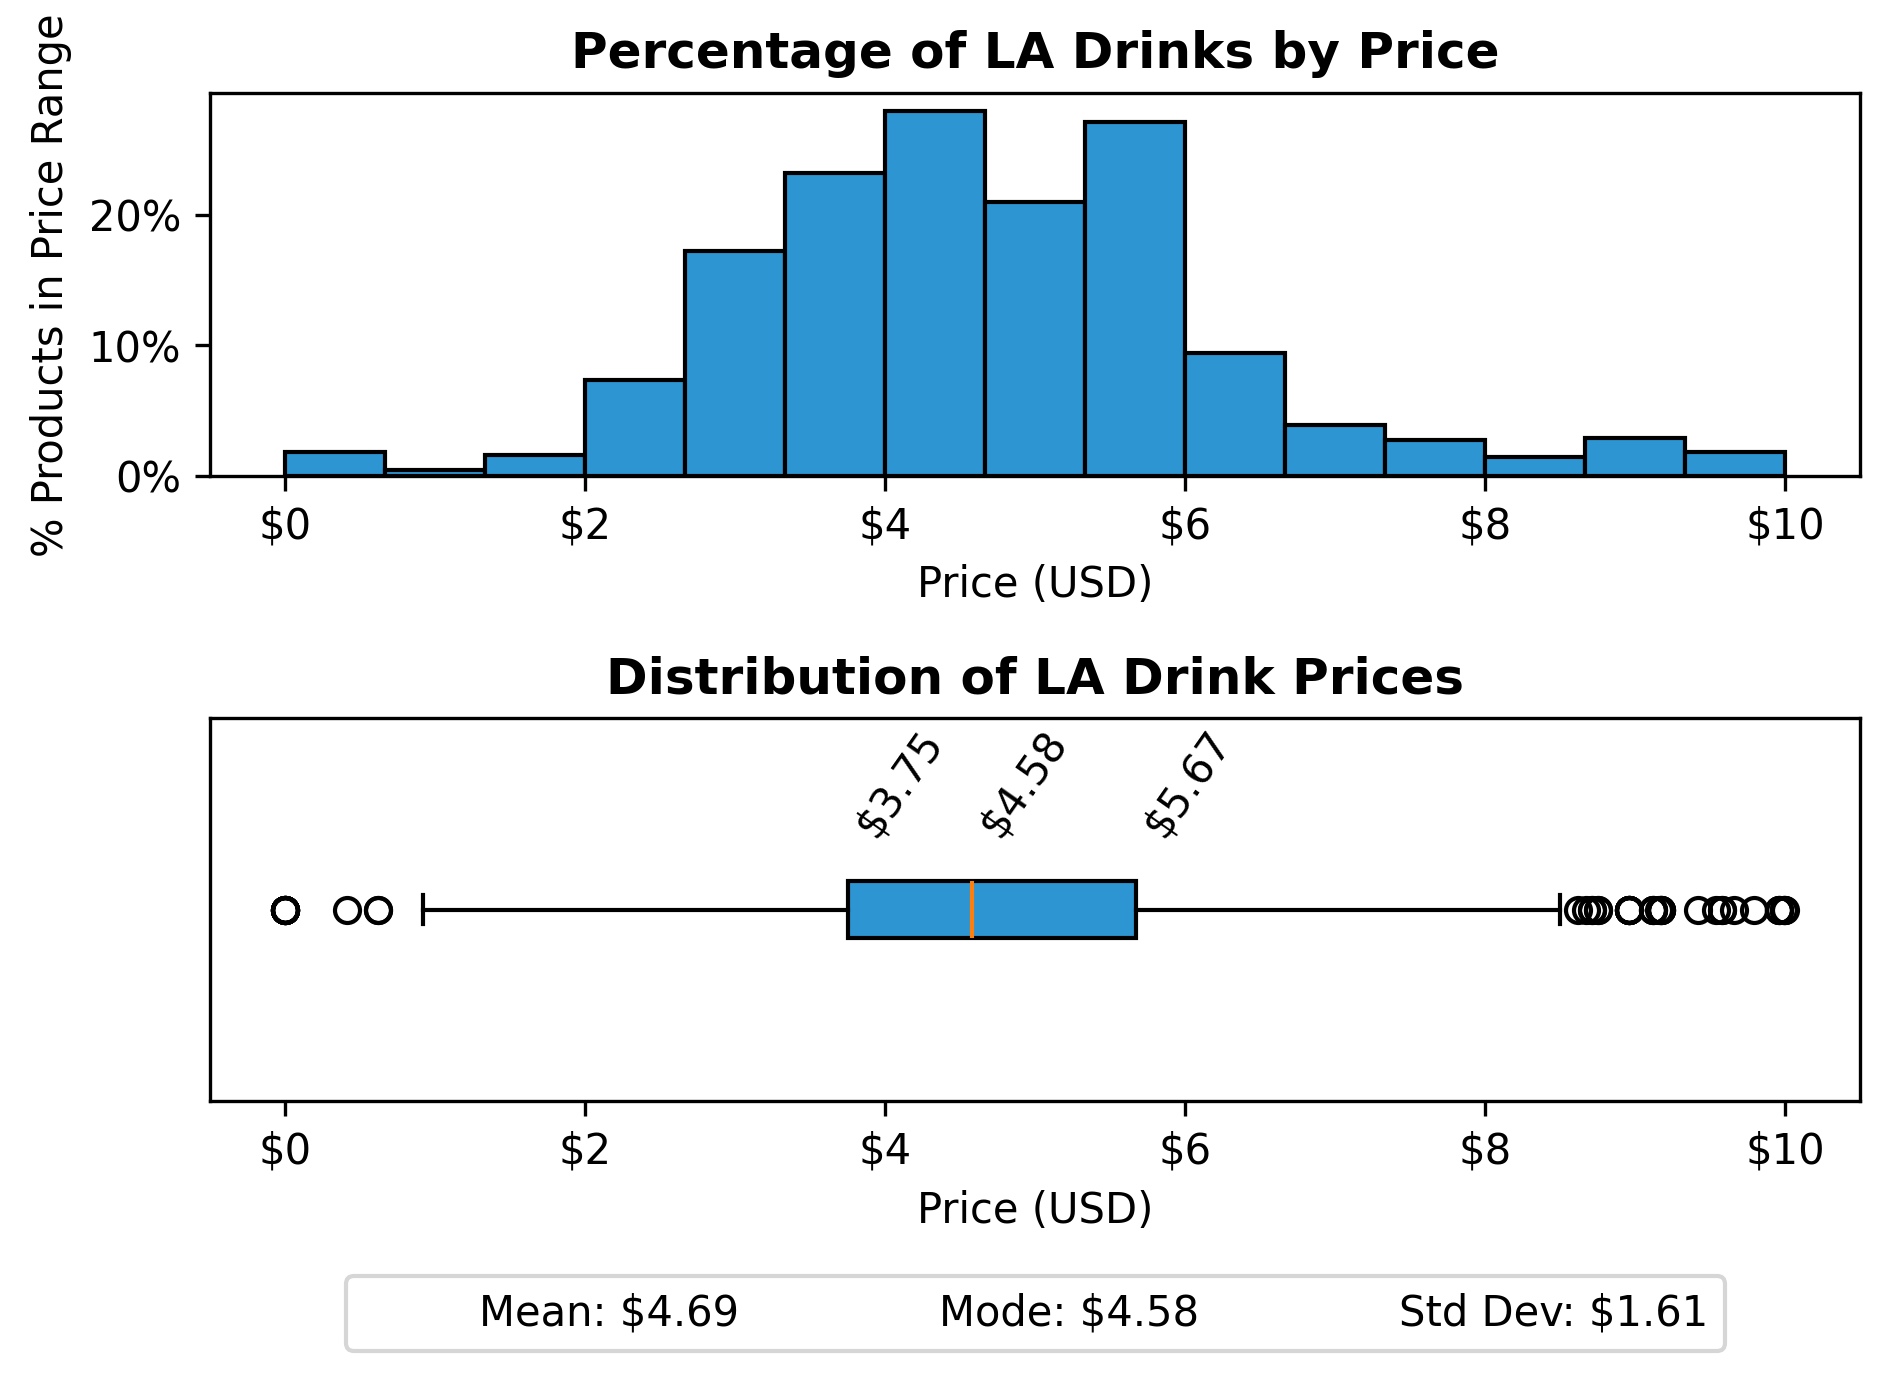 Percentage of LA Drinks by Price
% Products in Price Range
20%
10%
0%
$0 $2 $4 $6 $8 $10
Price (USD)
Distribution of LA Drink Prices
$3.75 $4.58 $5.67
$0 $2 $4 $6 $8 $10
Price (USD)
Mean: $4.69 Mode: $4.58 Std Dev: $1.61